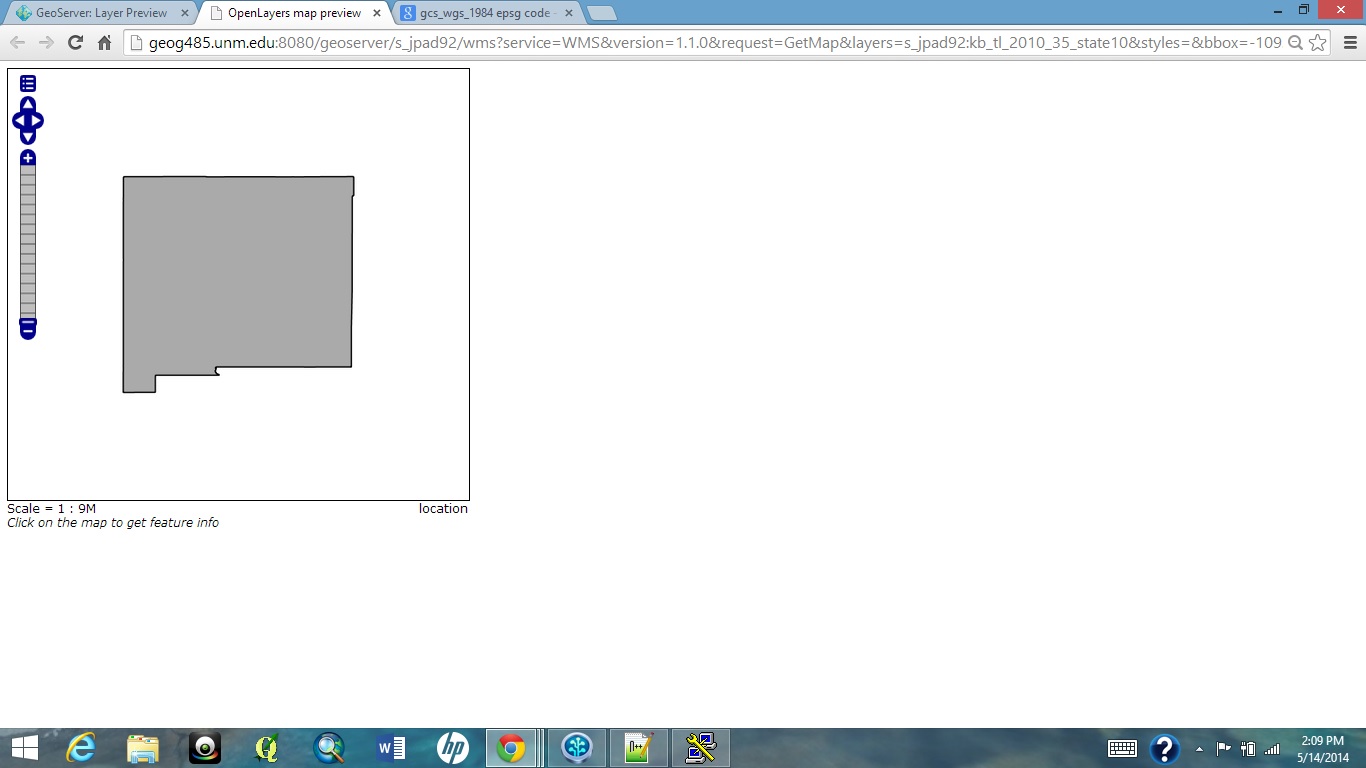 GeoServer: Layer Preview
OpenLayers map preview
gcs_wgs_1984 epsg code -
geog485.unm.edu:8080/geoserver/s_jpad92/wms?service=WMS&version=1.1.0&request=GetMap&layers=s_jpad92:kb_tl_2010_35_state10&styles=&bbox=-109
Scale = 1 : 9M
location
Click on the map to get feature info
2:09 PM
5/14/2014